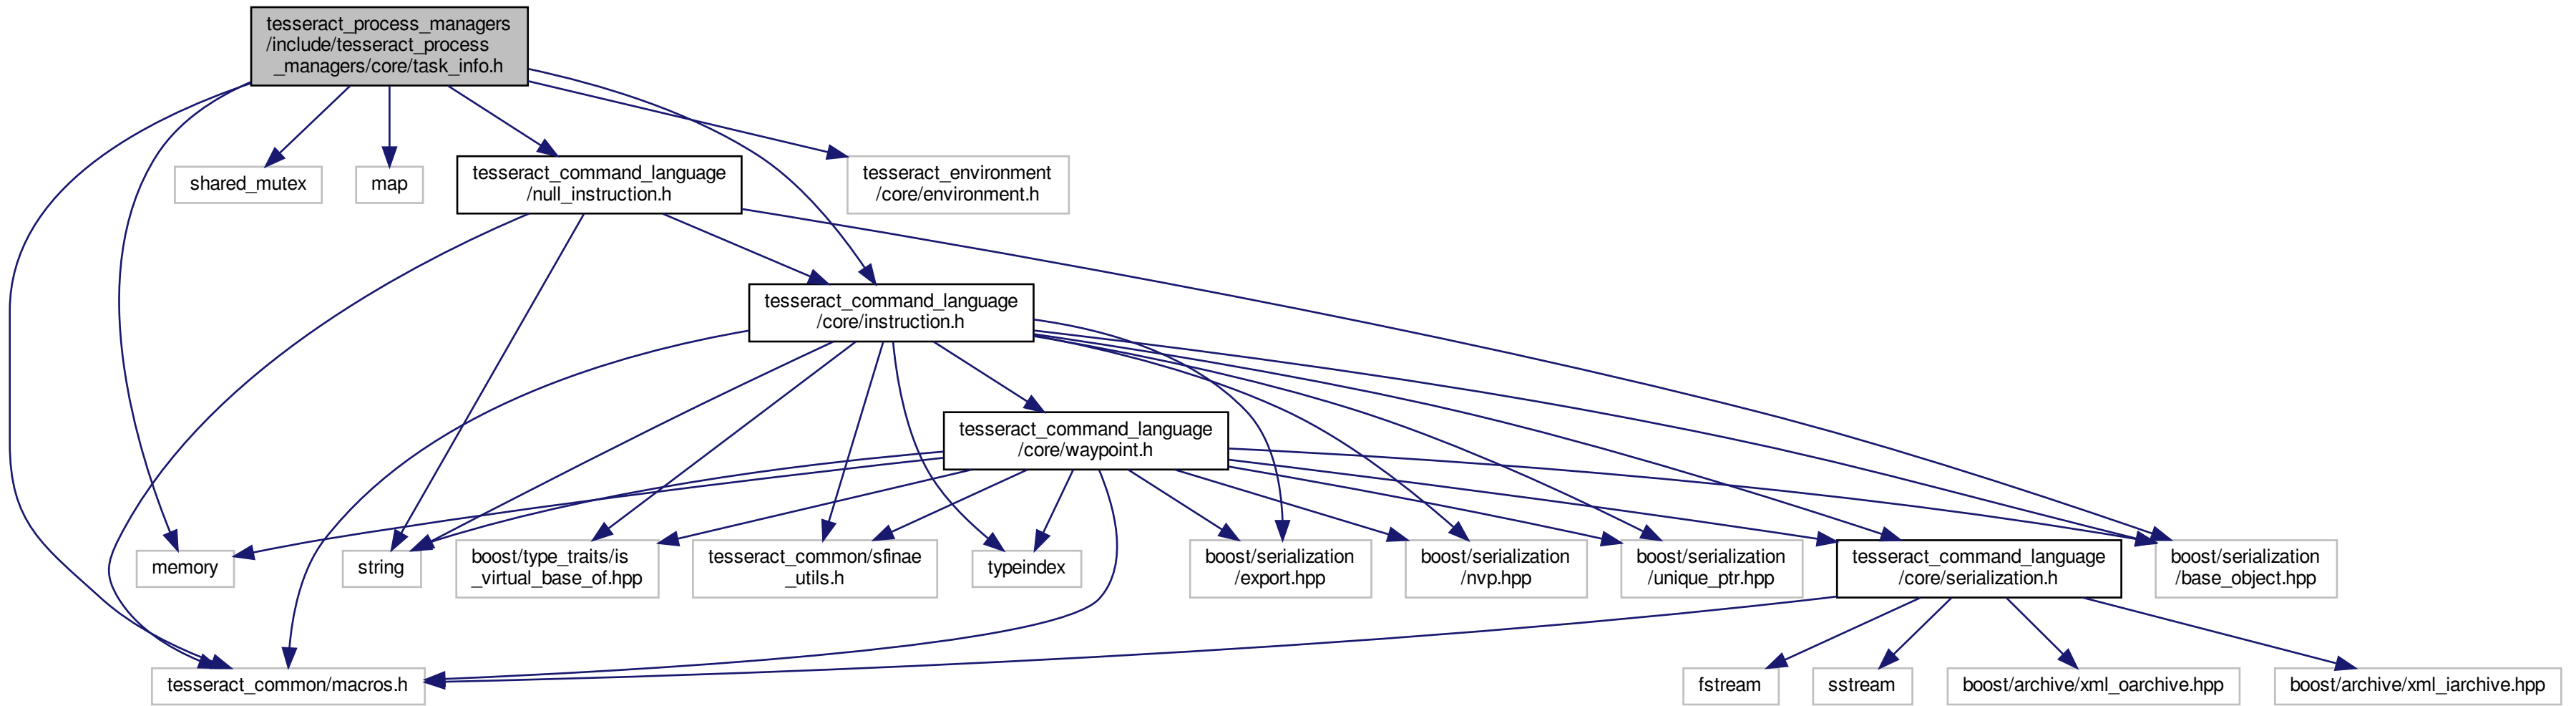 tesseract_process_managers
/include/tesseract_process
_managers/core/task_info.h
shared_mutex
map
tesseract_command_language
/null_instruction.h
tesseract_environment
/core/environment.h
tesseract_command_language
/core/instruction.h
tesseract_command_language
/core/waypoint.h
memory
string
boost/type_traits/is
_virtual_base_of.hpp
tesseract_common/sfinae
_utils.h
typeindex
boost/serialization
/export.hpp
boost/serialization
/nvp.hpp
boost/serialization
/unique_ptr.hpp
tesseract_command_language
/core/serialization.h
boost/serialization
/base_object.hpp
tesseract_common/macros.h
fstream
sstream
boost/archive/xml_oarchive.hpp
boost/archive/xml_iarchive.hpp